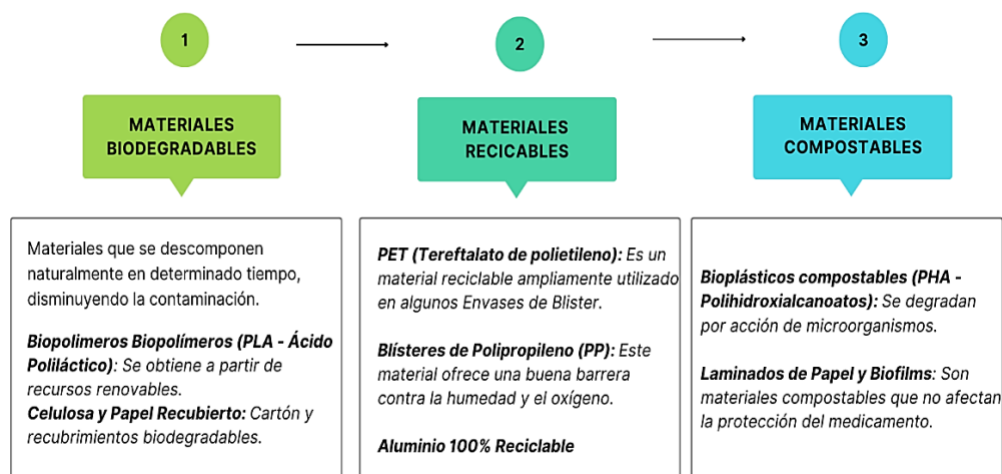 1
2
3
MATERIALES
BIODEGRADABLES
MATERIALES
RECICABLES
MATERIALES
COMPOSTABLES
Materiales que se descomponen
naturalmente en determinado tiempo,
disminuyendo la contaminación.
Biopolimeros Biopolímeros (PLA - Ácido
Poliláctico): Se obtiene a partir de
recursos renovables.
Celulosa y Papel Recubierto: Cartón y
recubrimientos biodegradables.
PET (Tereftalato de polietileno): Es un
material reciclable ampliamente utilizado
en algunos Envases de Blister.
Blísteres de Polipropileno (PP): Este
material ofrece una buena barrera
contra la humedad y el oxígeno.
Aluminio 100% Reciclable
Bioplásticos compostables (PHA -
Polihidroxialcanoatos): Se degradan
por acción de microorganismos.
Laminados de Papel y Biofilms: Son
materiales compostables que no afectan
la protección del medicamento.